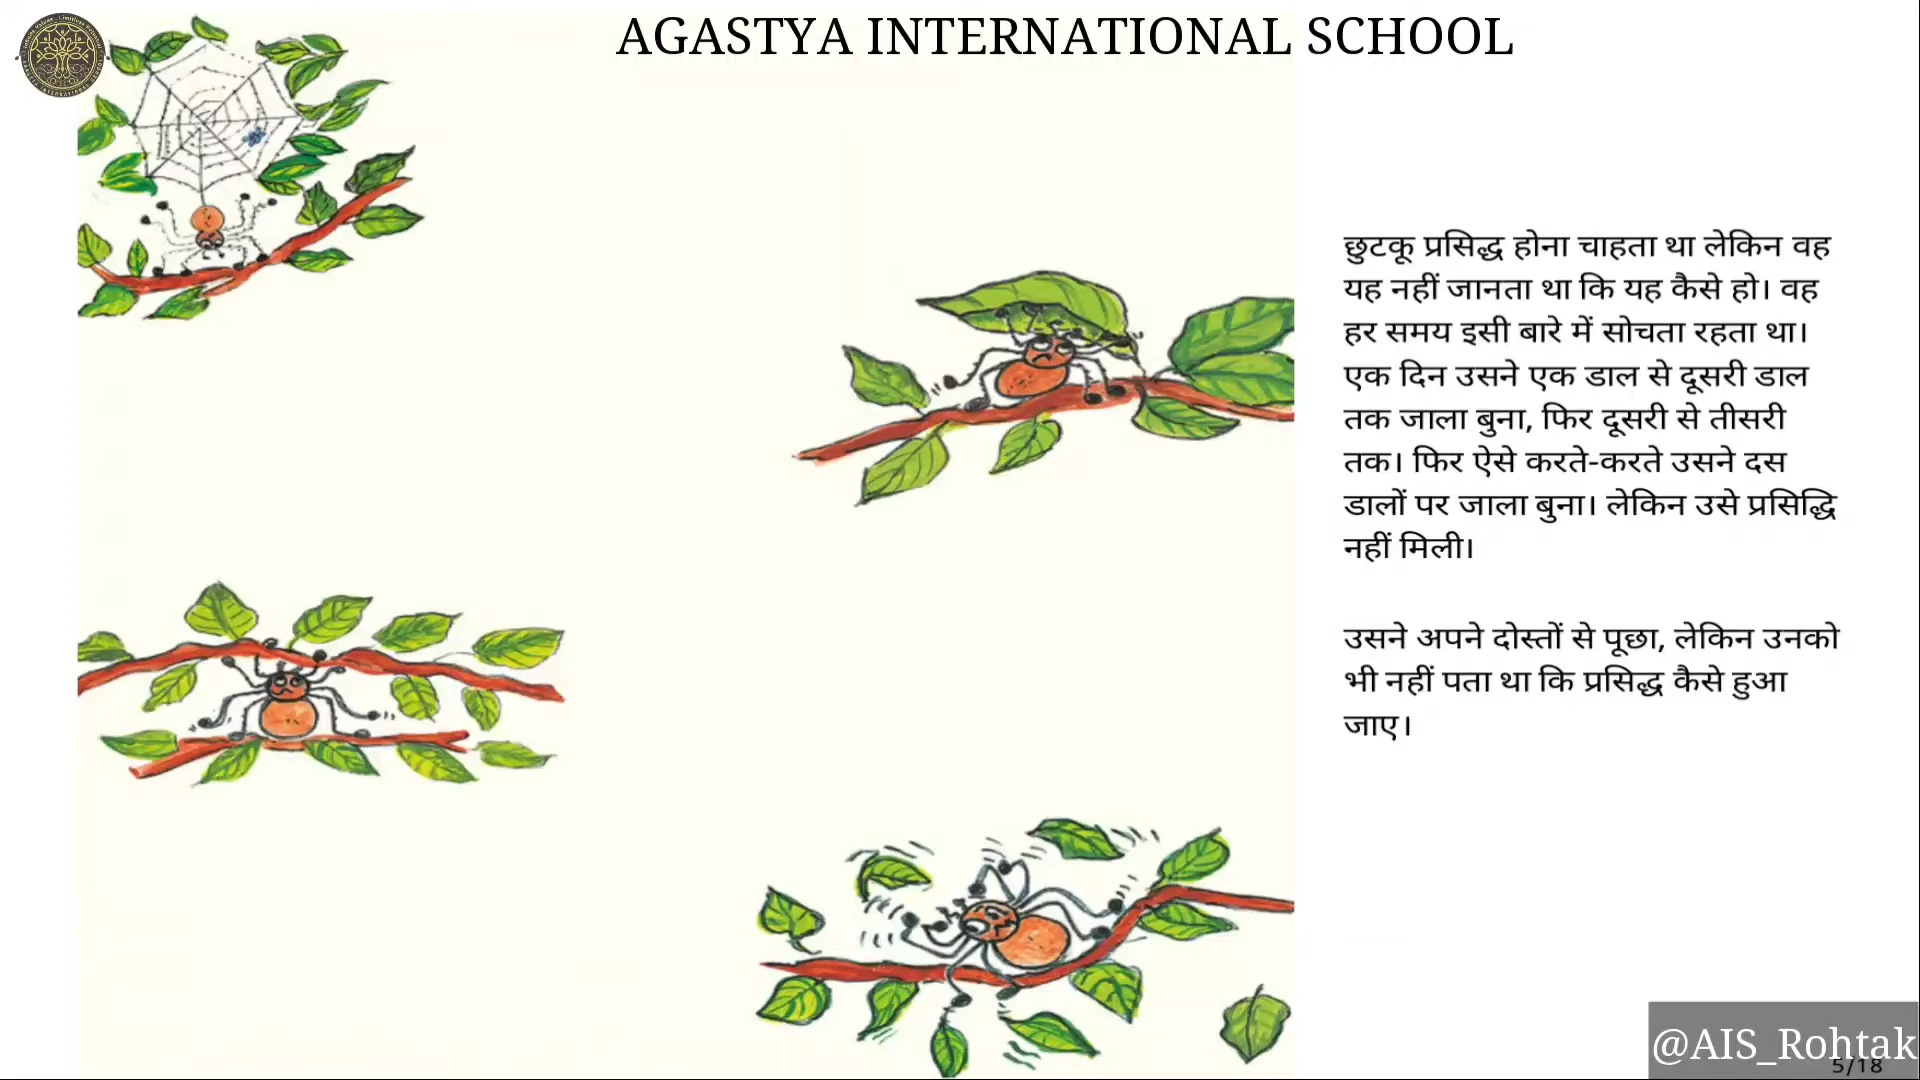 AGASTYA INTERNATIONAL SCHOOL
छुटकू प्रसिद्ध होना चाहता था लेकिन वह
यह नहीं जानता था कि यह कैसे हो। वह
हर समय इसी बारे में सोचता रहता था।
एक दिन उसने एक डाल से दूसरी डाल
तक जाला बुना, फिर दूसरी से तीसरी
तक। फिर ऐसे करते-करते उसने दस
डालों पर जाला बुना। लेकिन उसे प्रसिद्धि
नहीं मिली।
उसने अपने दोस्तों से पूछा, लेकिन उनको
भी नहीं पता था कि प्रसिद्ध कैसे हुआ
जाए।
@AIS_Rohtak
5/18